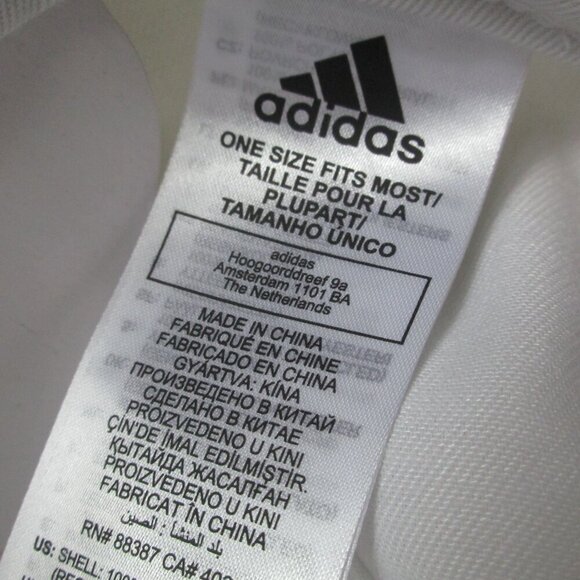 adidas
ONE SIZE FITS MOST/
TAILLE POUR LA
PLUPART/
TAMANHO ÚNICO
adidas
Hoogoorddreef 9a
Amsterdam 1101 BA
The Netherlands
MADE IN CHINA
FABRIQUÉ EN CHINE
FABRICADO EN CHINA
GYÁRTVA: KÍNA
ПРОИЗВЕДЕНО В КИТАЙ
СДЕЛАНО В КИТАЕ
PROIZVEDENO U KINI
ÇİN'DE İMAL EDİLMİŞTİR.
ҚЫТАЙДА ЖАСАЛҒАН
PROIZVEDENO U KINI
FABRICAT ÎN CHINA
بلد المنشأ : الصين
RN# 88387 CA# 40
US: SHELL: 100